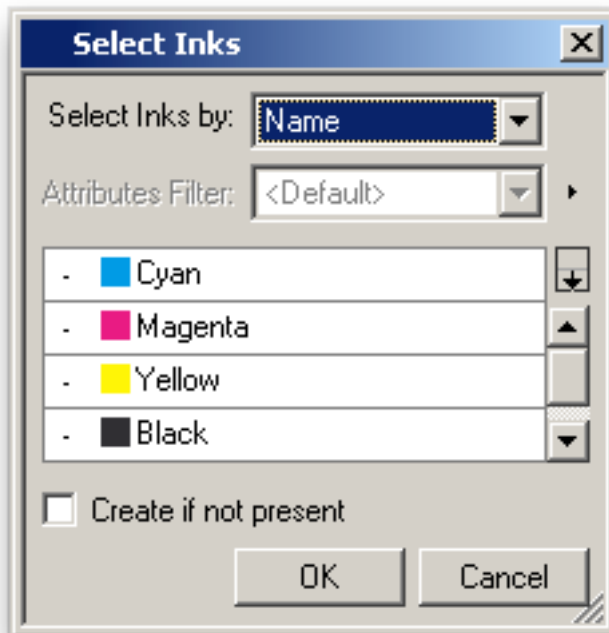 Select Inks
Select Inks by: Name
Attributes Filter: <Default>
- Cyan
- Magenta
- Yellow
- Black
Create if not present
OK Cancel